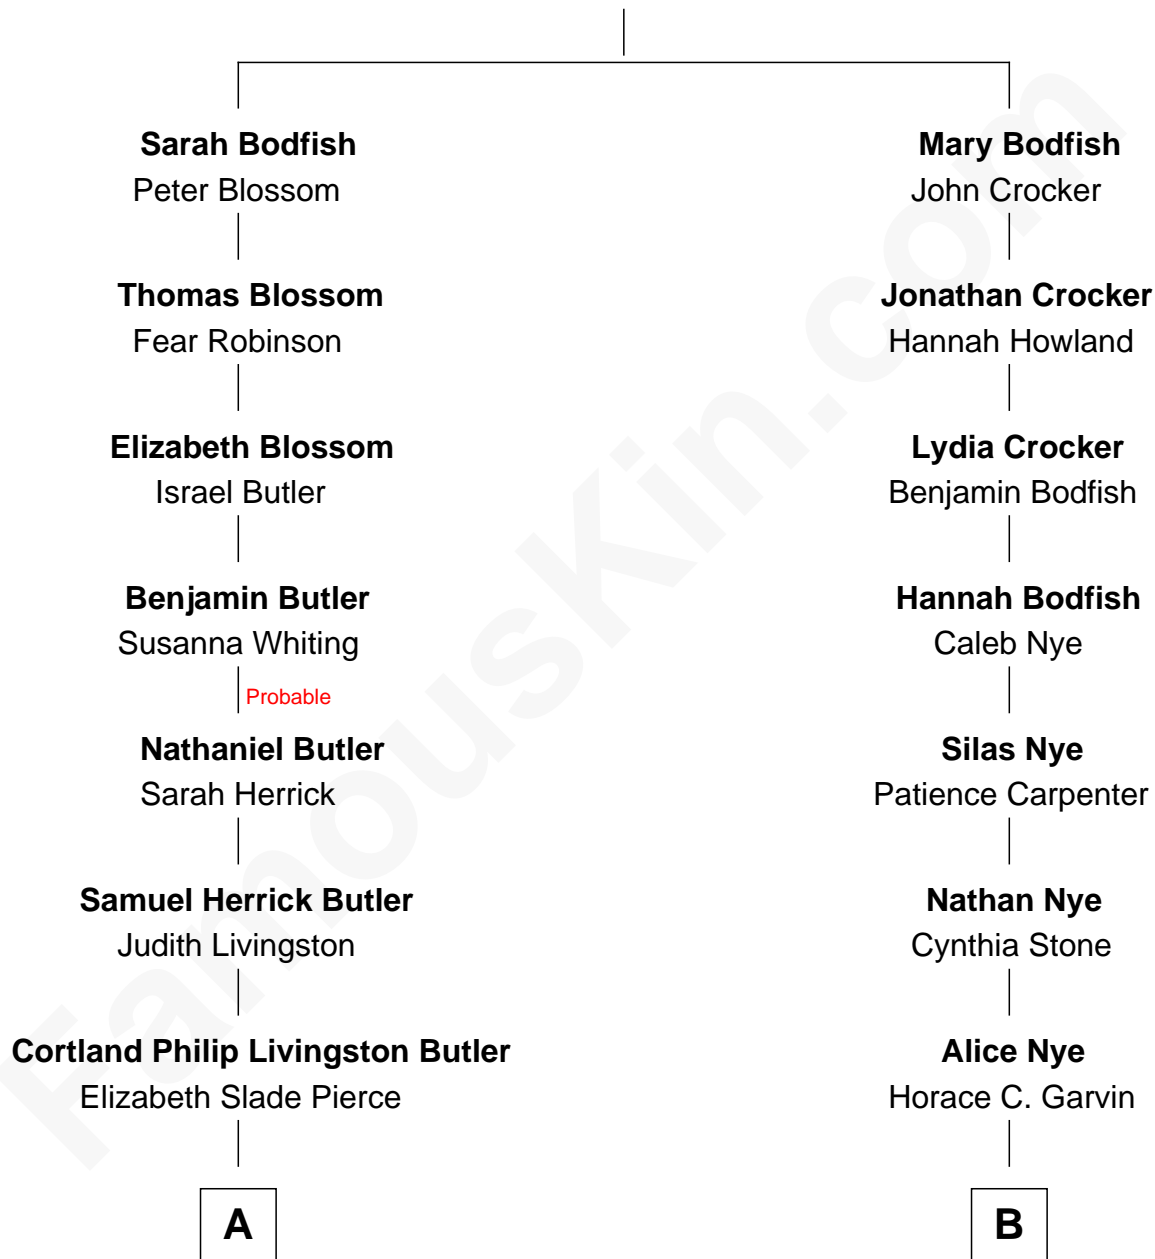 Sarah Bodfish
Peter Blossom
Thomas Blossom
Fear Robinson
Elizabeth Blossom
Israel Butler
Benjamin Butler
Susanna Whiting
Probable
Nathaniel Butler
Sarah Herrick
Samuel Herrick Butler
Judith Livingston
Cortland Philip Livingston Butler
Elizabeth Slade Pierce
A
Mary Bodfish
John Crocker
Jonathan Crocker
Hannah Howland
Lydia Crocker
Benjamin Bodfish
Hannah Bodfish
Caleb Nye
Silas Nye
Patience Carpenter
Nathan Nye
Cynthia Stone
Alice Nye
Horace C. Garvin
B
FamousKin.com